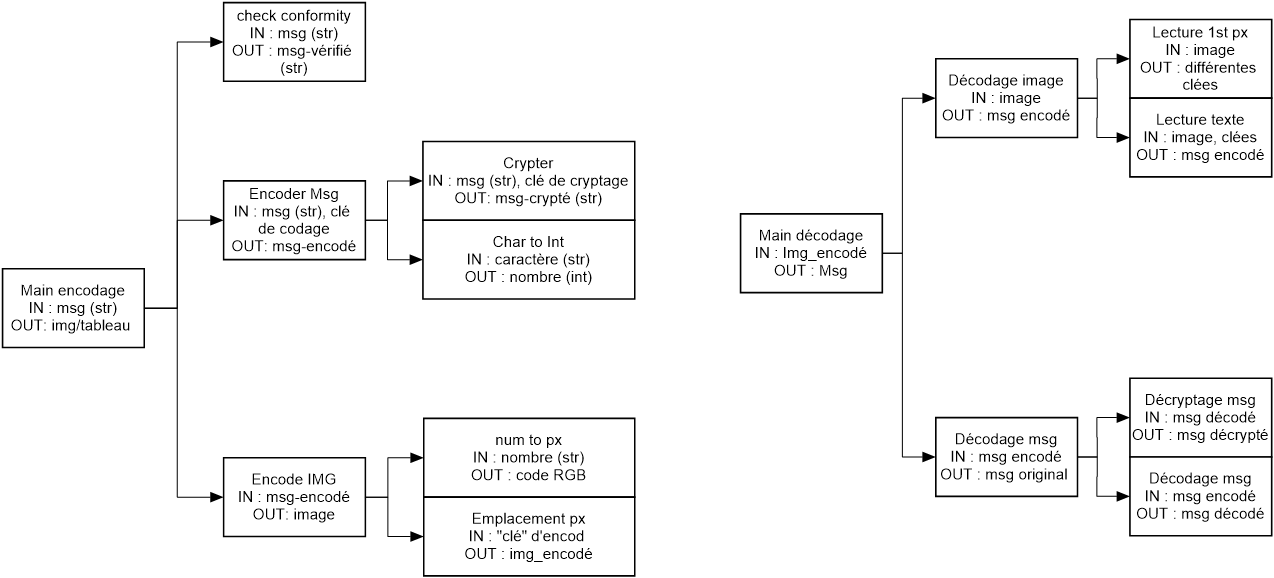 check conformity
IN : msg (str)
OUT : msg-vérifié
(str)
Crypter
IN : msg (str), clé de cryptage
OUT: msg-crypté (str)
Encoder Msg
IN : msg (str), clé
de codage
OUT: msg-encodé
Char to Int
IN : caractère (str)
OUT : nombre (int)
Main encodage
IN : msg (str)
OUT: img/tableau
num to px
IN : nombre (str)
OUT : code RGB
Encode IMG
IN : msg-encodé
OUT: image
Emplacement px
IN : "clé" d'encod
OUT : img_encodé
Lecture 1st px
IN : image
OUT : différentes
clées
Décodage image
IN : image
OUT : msg encodé
Lecture texte
IN : image, clées
OUT : msg encodé
Main décodage
IN : Img_encodé
OUT : Msg
Décryptage msg
IN : msg décodé
OUT : msg décrypté
Décodage msg
IN : msg encodé
OUT : msg original
Décodage msg
IN : msg encodé
OUT : msg décodé